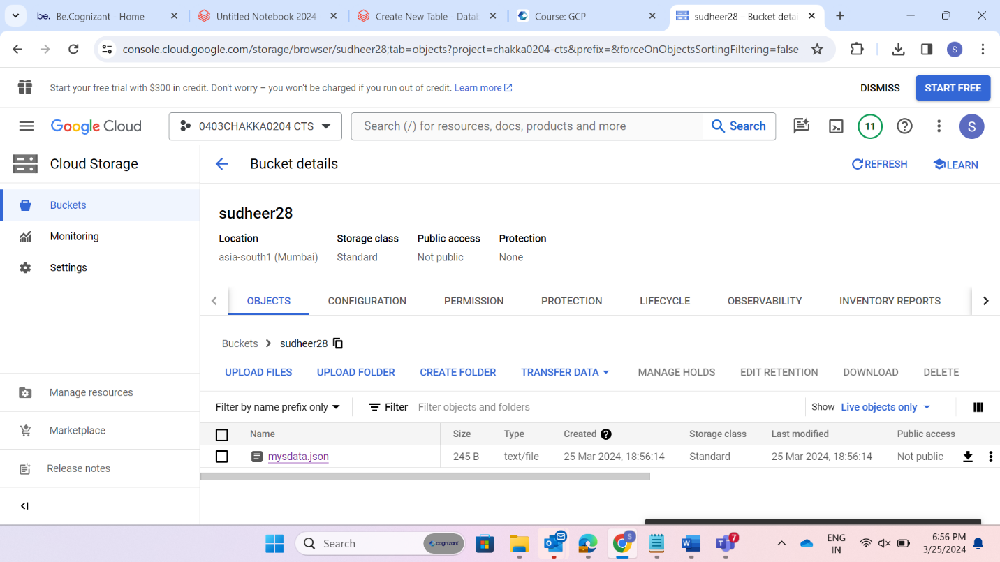 be. Be.Cognizant - Home
Untitled Notebook 2024-
Create New Table - Datab
Course: GCP
sudheer28 – Bucket detai
console.cloud.google.com/storage/browser/sudheer28;tab=objects?project=chakka0204-cts&prefix=&forceOnObjectsSortingFiltering=false
S
Start your free trial with $300 in credit. Don't worry – you won't be charged if you run out of credit. Learn more
DISMISS
START FREE
Google Cloud
0403CHAKKA0204 CTS
Search (/) for resources, docs, products and more
Search
11
S
Cloud Storage
Bucket details
REFRESH
LEARN
Buckets
Monitoring
Settings
Manage resources
Marketplace
Release notes
sudheer28
Location Storage class Public access Protection
asia-south1 (Mumbai) Standard Not public None
OBJECTS CONFIGURATION PERMISSION PROTECTION LIFECYCLE OBSERVABILITY INVENTORY REPORTS
Buckets > sudheer28
UPLOAD FILES UPLOAD FOLDER CREATE FOLDER TRANSFER DATA MANAGE HOLDS EDIT RETENTION DOWNLOAD DELETE
Filter by name prefix only Filter Filter objects and folders Show Live objects only
Name Size Type Created Storage class Last modified Public access
mysdata.json 245 B text/file 25 Mar 2024, 18:56:14 Standard 25 Mar 2024, 18:56:14 Not public
Search
cognizant
S
7
ENG
IN
6:56 PM
3/25/2024